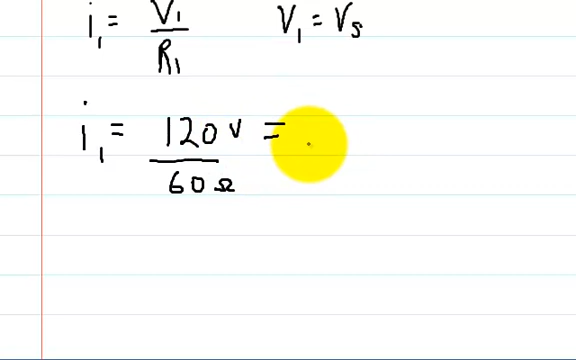 i₁ = V₁/R₁   V₁ = Vₛ
i₁ = 120 V/60 Ω =